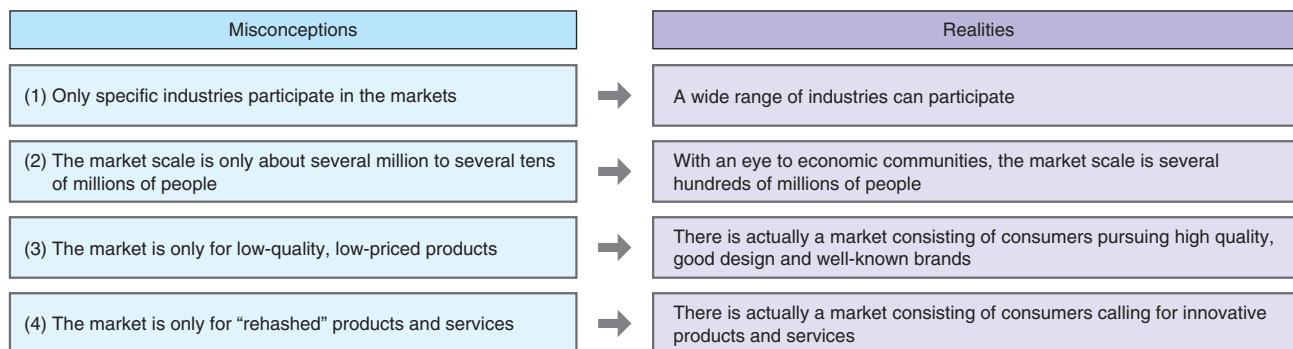 Misconceptions
Realities
(1) Only specific industries participate in the markets
A wide range of industries can participate
(2) The market scale is only about several million to several tens
of millions of people
With an eye to economic communities, the market scale is several
hundreds of millions of people
(3) The market is only for low-quality, low-priced products
There is actually a market consisting of consumers pursuing high quality,
good design and well-known brands
(4) The market is only for “rehashed” products and services
There is actually a market consisting of consumers calling for innovative
products and services